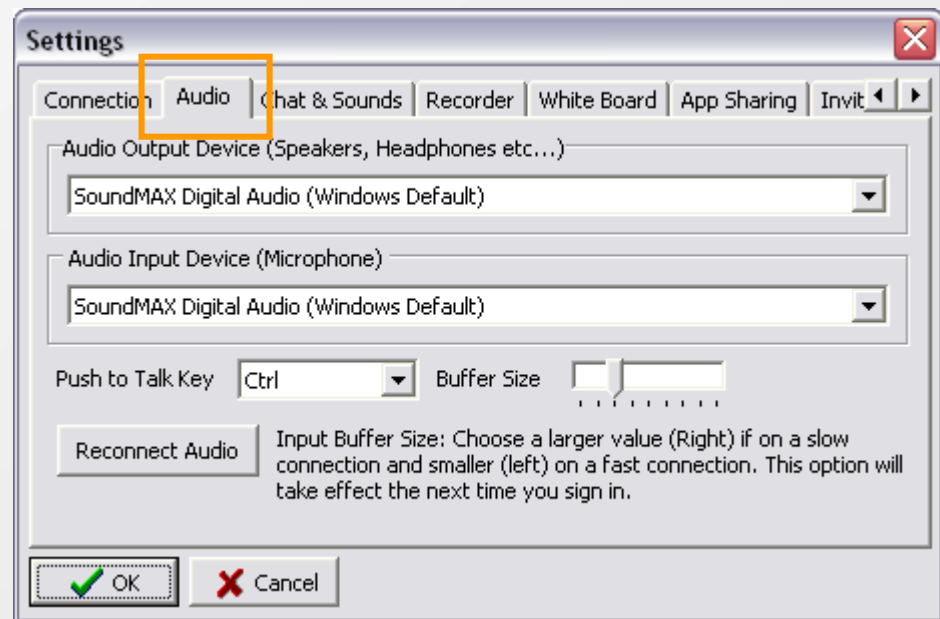 Settings
Connection Audio Chat & Sounds Recorder White Board App Sharing Invit
Audio Output Device (Speakers, Headphones etc...)
SoundMAX Digital Audio (Windows Default)
Audio Input Device (Microphone)
SoundMAX Digital Audio (Windows Default)
Push to Talk Key Ctrl Buffer Size
Reconnect Audio
Input Buffer Size: Choose a larger value (Right) if on a slow
connection and smaller (left) on a fast connection. This option will
take effect the next time you sign in.
OK Cancel